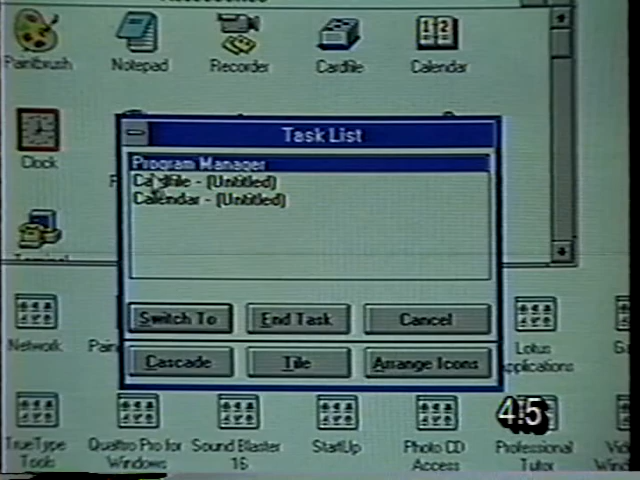 Paintbrush Notepad Recorder Cardfile Calendar
Task List
Program Manager
Cardfile - (Untitled)
Calendar - (Untitled)
Clock
Terminal
Switch To End Task Cancel
Cascade Tile Arrange Icons
Network Lotus
Applications
45
TrueType
Tools
Quattro Pro for
Windows
Sound Blaster
16
StartUp
Photo CD
Access
Professional
Tutor